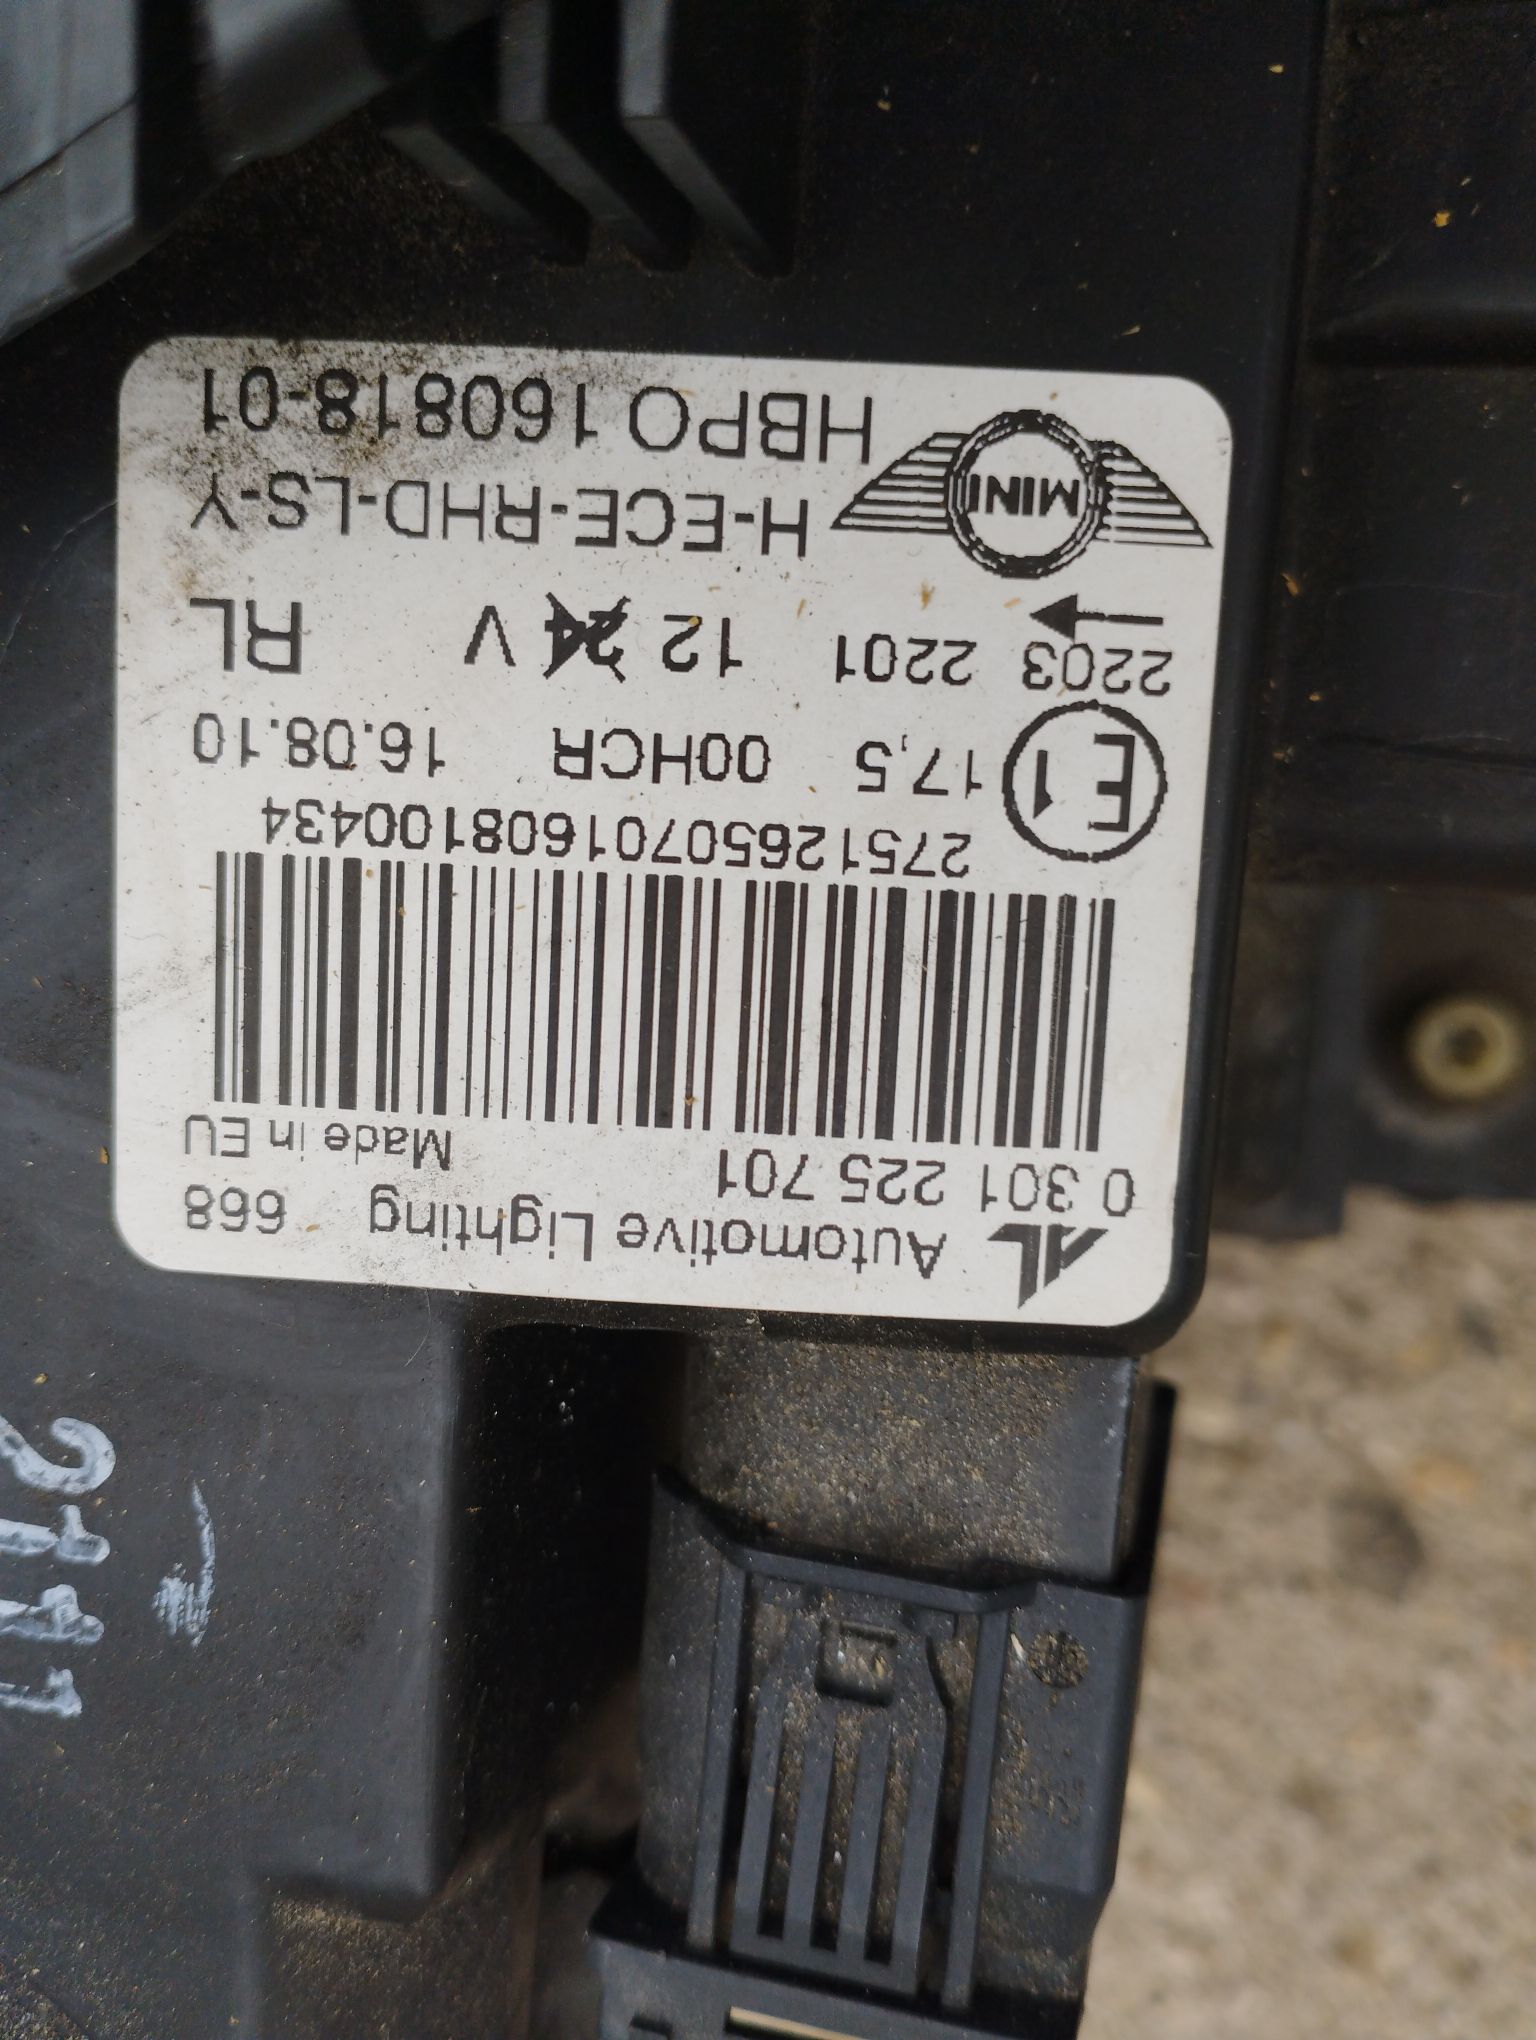 AL Automotive Lighting 668
0 301 225 701 Made in EU
27512650701608100434
E1 17,5 00HCR 16.08.10
2203 2201 12 24 V RL
MINI H-ECE-RHD-LS-Y
HBPO 160818-01